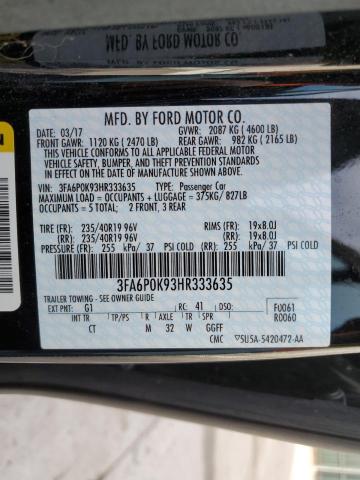 MFD. BY FORD MOTOR CO.
MFD. BY FORD MOTOR CO.
DATE: 03/17 GVWR: 2087 KG ( 4600 LB)
FRONT GAWR: 1120 KG ( 2470 LB) REAR GAWR: 982 KG ( 2165 LB)
THIS VEHICLE CONFORMS TO ALL APPLICABLE FEDERAL MOTOR
VEHICLE SAFETY, BUMPER, AND THEFT PREVENTION STANDARDS
IN EFFECT ON THE DATE OF MANUFACTURE SHOWN ABOVE.
VIN: 3FA6P0K93HR333635 TYPE: Passenger Car
MAXIMUM LOAD = OCCUPANTS + LUGGAGE = 375KG/ 827LB
OCCUPANTS = 5 TOTAL; 2 FRONT, 3 REAR
TIRE (FR): 235/40R19 96V RIMS (FR): 19x8.0J
(RR): 235/40R19 96V (RR): 19x8.0J
PRESSURE (FR): 255 kPa/ 37 PSI COLD (RR): 255 kPa/ 37 PSI COLD
3FA6P0K93HR333635
TRAILER TOWING - SEE OWNER GUIDE
EXT PNT: G1 RC: 41 DSO: F0061
INT TR TP/PS R AXLE TR SPR R0060
CT M 32 W GGFF
CMC 5U5A-5420472-AA